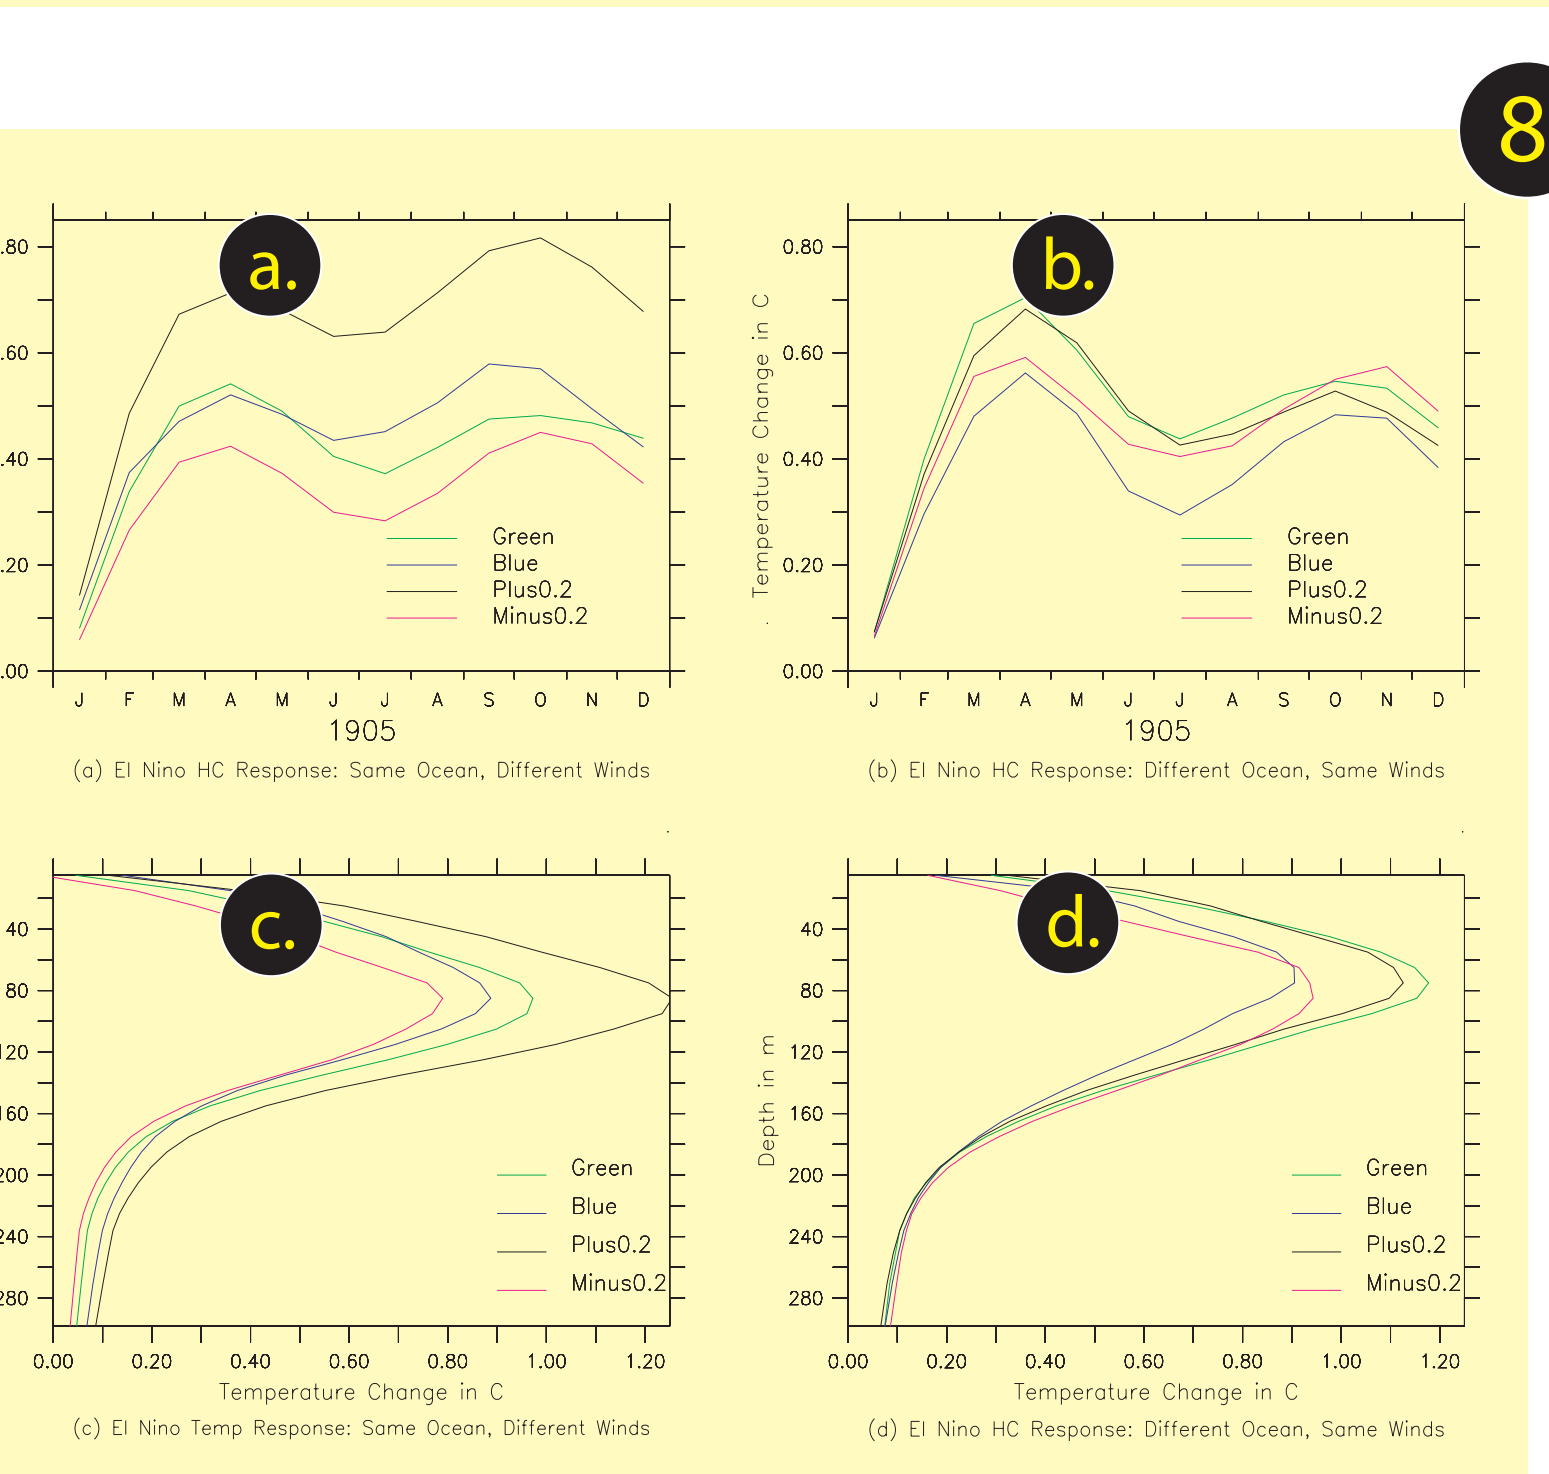 8
a.
.80
.60
.40
.20
.00
Green
Blue
Plus0.2
Minus0.2
J F M A M J J A S O N D
1905
(a) El Nino HC Response: Same Ocean, Different Winds
b.
Temperature Change in C
0.80
0.60
0.40
0.20
0.00
Green
Blue
Plus0.2
Minus0.2
J F M A M J J A S O N D
1905
(b) El Nino HC Response: Different Ocean, Same Winds
c.
40
80
120
160
200
240
280
Green
Blue
Plus0.2
Minus0.2
0.00 0.20 0.40 0.60 0.80 1.00 1.20
Temperature Change in C
(c) El Nino Temp Response: Same Ocean, Different Winds
d.
Depth in m
40
80
120
160
200
240
280
Green
Blue
Plus0.2
Minus0.2
0.00 0.20 0.40 0.60 0.80 1.00 1.20
Temperature Change in C
(d) El Nino HC Response: Different Ocean, Same Winds